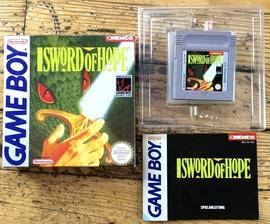 KEMCO
SWORD OF HOPE
GAME BOY
Nintendo
KEMCO
SWORD OF HOPE
KEMCO
SWORD OF HOPE
GAME BOY
SPIELANLEITUNG